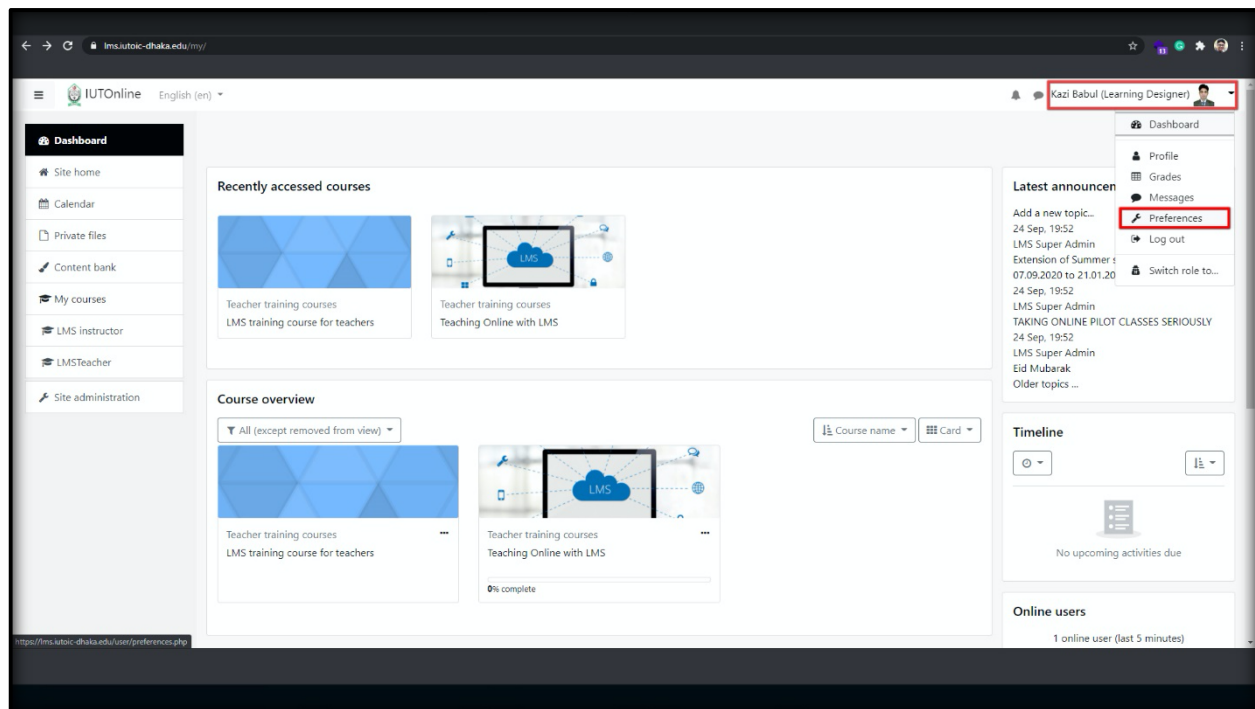 lms.iutoic-dhaka.edu/my/
11
IUTOnline English (en)
Kazi Babul (Learning Designer)
Dashboard
Site home
Calendar
Private files
Content bank
My courses
LMS instructor
LMSTeacher
Site administration
Recently accessed courses
LMS
Teacher training courses
LMS training course for teachers
Teacher training courses
Teaching Online with LMS
Course overview
All (except removed from view)
Course name
Card
LMS
Teacher training courses
LMS training course for teachers
Teacher training courses
Teaching Online with LMS
0% complete
Dashboard
Profile
Grades
Messages
Preferences
Log out
Switch role to...
Latest announcen
Add a new topic...
24 Sep, 19:52
LMS Super Admin
Extension of Summer s
07.09.2020 to 21.01.20
24 Sep, 19:52
LMS Super Admin
TAKING ONLINE PILOT CLASSES SERIOUSLY
24 Sep, 19:52
LMS Super Admin
Eid Mubarak
Older topics ...
Timeline
No upcoming activities due
Online users
1 online user (last 5 minutes)
https://lms.iutoic-dhaka.edu/user/preferences.php